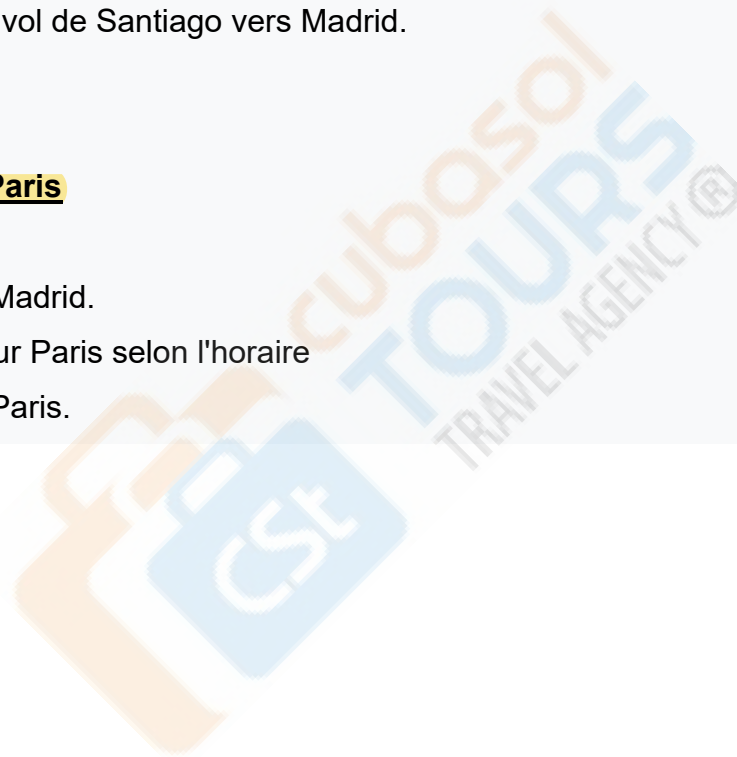 vol de Santiago vers Madrid.
Paris
Madrid.
ur Paris selon l'horaire
Paris.
cubasol
TOURS
TRAVEL AGENCY ®
CSt